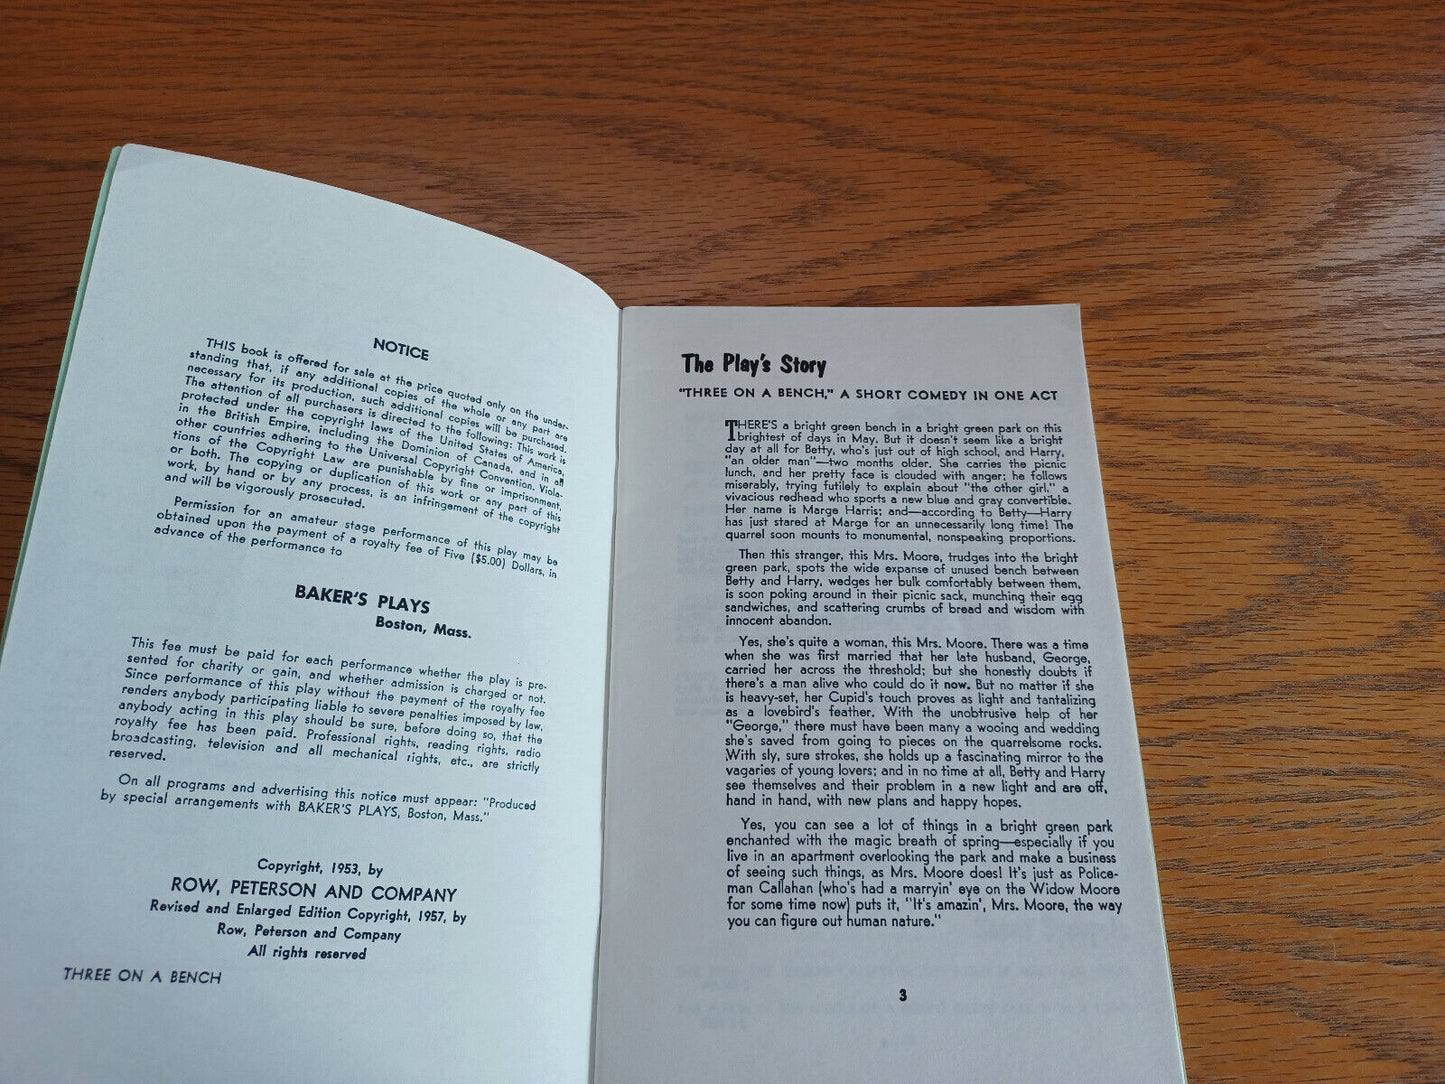 NOTICE
THIS book is offered for sale at the price quoted only on the under-
standing that, if any additional copies of the whole or any part are
necessary for its production, such additional copies will be purchased.
The attention of all purchasers is directed to the following: This work is
protected under the copyright laws of the United States of America,
in the British Empire, including the Dominion of Canada, and in all
other countries adhering to the Universal Copyright Convention. Viola-
tions of the Copyright Law are punishable by fine or imprisonment,
or both. The copying or duplication of this work or any part of this
work, by hand or by any process, is an infringement of the copyright
and will be vigorously prosecuted.
Permission for an amateur stage performance of this play may be
obtained upon the payment of a royalty fee of Five ($5.00) Dollars, in
advance of the performance to
BAKER'S PLAYS
Boston, Mass.
This fee must be paid for each performance whether the play is pre-
sented for charity or gain, and whether admission is charged or not.
Since performance of this play without the payment of the royalty fee
renders anybody participating liable to severe penalties imposed by law,
anybody acting in this play should be sure, before doing so, that the
royalty fee has been paid. Professional rights, reading rights, radio
broadcasting, television and all mechanical rights, etc., are strictly
reserved.
On all programs and advertising this notice must appear: "Produced
by special arrangements with BAKER'S PLAYS, Boston, Mass."
Copyright, 1953, by
ROW, PETERSON AND COMPANY
Revised and Enlarged Edition Copyright, 1957, by
Row, Peterson and Company
All rights reserved
THREE ON A BENCH
The Play's Story
"THREE ON A BENCH," A SHORT COMEDY IN ONE ACT
THERE'S a bright green bench in a bright green park on this
brightest of days in May. But it doesn't seem like a bright
day at all for Betty, who's just out of high school, and Harry,
"an older man"—two months older. She carries the picnic
lunch, and her pretty face is clouded with anger; he follows
miserably, trying futilely to explain about "the other girl," a
vivacious redhead who sports a new blue and gray convertible.
Her name is Marge Harris; and—according to Betty—Harry
has just stared at Marge for an unnecessarily long time! The
quarrel soon mounts to monumental, nonspeaking proportions.
Then this stranger, this Mrs. Moore, trudges into the bright
green park, spots the wide expanse of unused bench between
Betty and Harry, wedges her bulk comfortably between them,
is soon poking around in their picnic sack, munching their egg
sandwiches, and scattering crumbs of bread and wisdom with
innocent abandon.
Yes, she's quite a woman, this Mrs. Moore. There was a time
when she was first married that her late husband, George,
carried her across the threshold; but she honestly doubts if
there's a man alive who could do it now. But no matter if she
is heavy-set, her Cupid's touch proves as light and tantalizing
as a lovebird's feather. With the unobtrusive help of her
"George," there must have been many a wooing and wedding
she's saved from going to pieces on the quarrelsome rocks.
With sly, sure strokes, she holds up a fascinating mirror to the
vagaries of young lovers; and in no time at all, Betty and Harry
see themselves and their problem in a new light and are off,
hand in hand, with new plans and happy hopes.
Yes, you can see a lot of things in a bright green park
enchanted with the magic breath of spring—especially if you
live in an apartment overlooking the park and make a business
of seeing such things, as Mrs. Moore does! It's just as Police-
man Callahan (who's had a marryin' eye on the Widow Moore
for some time now) puts it, "It's amazin', Mrs. Moore, the way
you can figure out human nature."
3